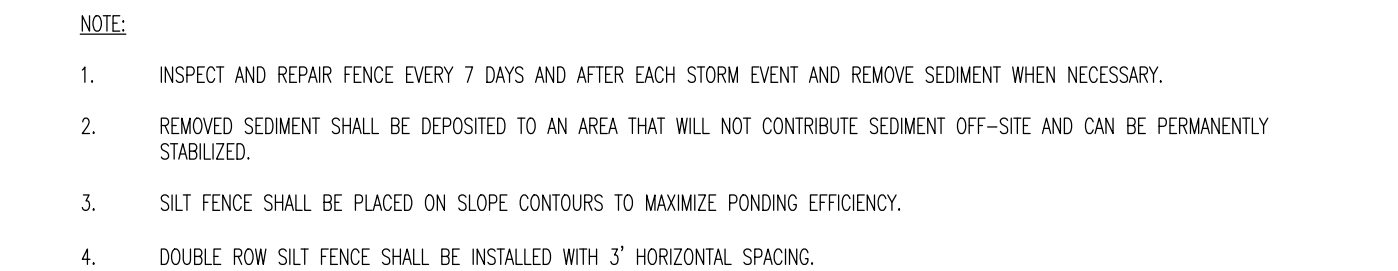 NOTE:
1. INSPECT AND REPAIR FENCE EVERY 7 DAYS AND AFTER EACH STORM EVENT AND REMOVE SEDIMENT WHEN NECESSARY.
2. REMOVED SEDIMENT SHALL BE DEPOSITED TO AN AREA THAT WILL NOT CONTRIBUTE SEDIMENT OFF-SITE AND CAN BE PERMANENTLY
STABILIZED.
3. SILT FENCE SHALL BE PLACED ON SLOPE CONTOURS TO MAXIMIZE PONDING EFFICIENCY.
4. DOUBLE ROW SILT FENCE SHALL BE INSTALLED WITH 3' HORIZONTAL SPACING.